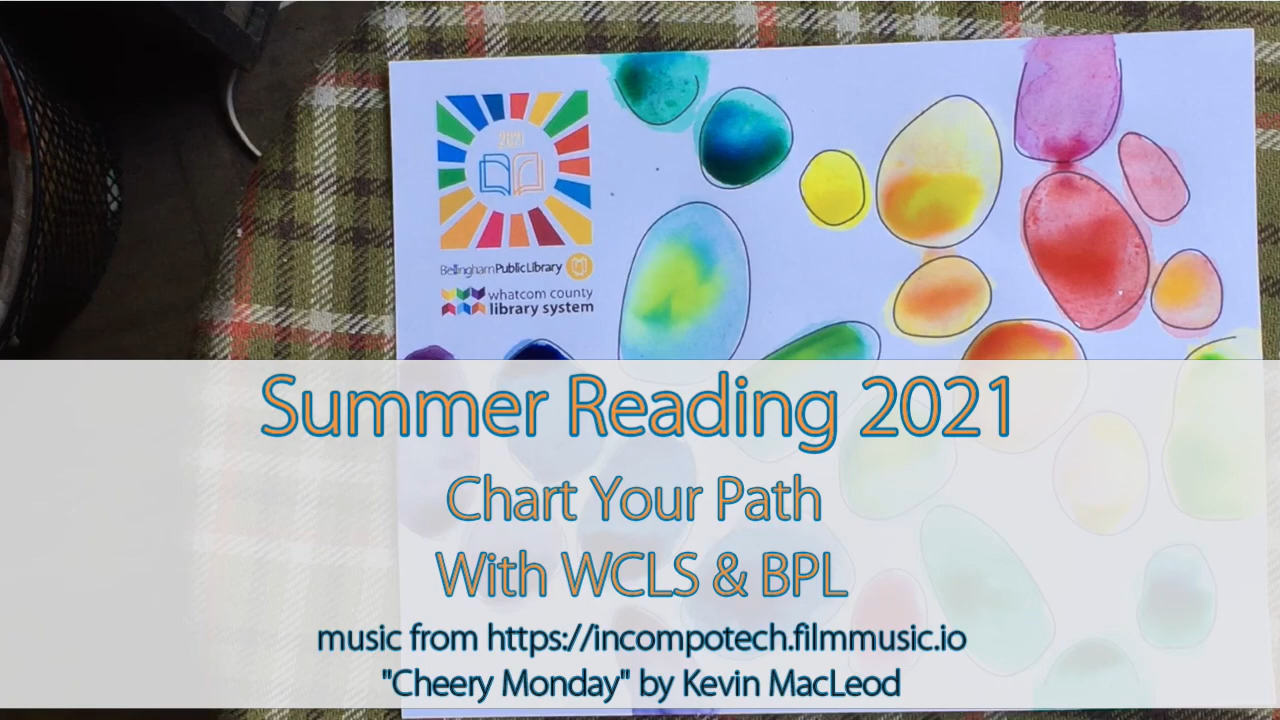 2021
Bellingham Public Library
whatcom county
library system
Summer Reading 2021
Chart Your Path
With WCLS & BPL
music from https://incompotech.filmmusic.io
"Cheery Monday" by Kevin MacLeod